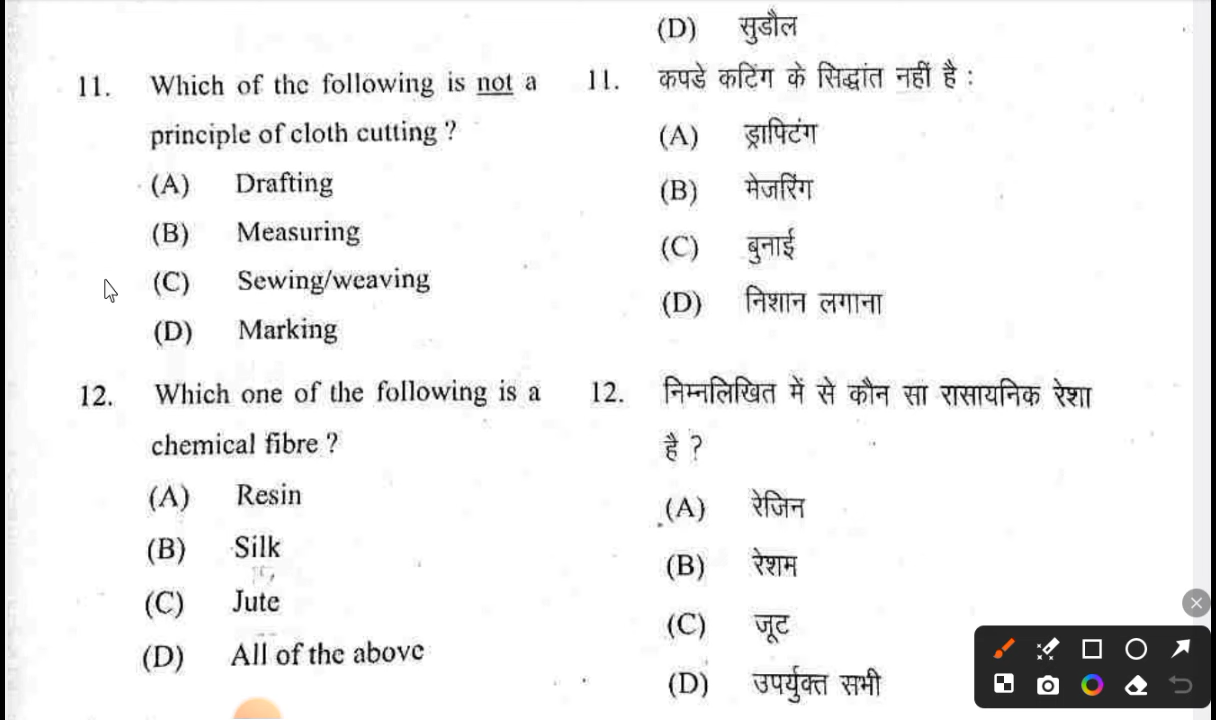 11. Which of the following is not a
principle of cloth cutting ?
(A) Drafting
(B) Measuring
(C) Sewing/weaving
(D) Marking
12. Which one of the following is a
chemical fibre ?
(A) Resin
(B) Silk
(C) Jute
(D) All of the above
(D) सुडौल
11. कपडे कटिंग के सिद्धांत नहीं है :
(A) ड्रापिटंग
(B) मेजरिंग
(C) बुनाई
(D) निशान लगाना
12. निम्नलिखित में से कौन सा रासायनिक रेशा
है ?
(A) रेजिन
(B) रेशम
(C) जूट
(D) उपर्युक्त सभी